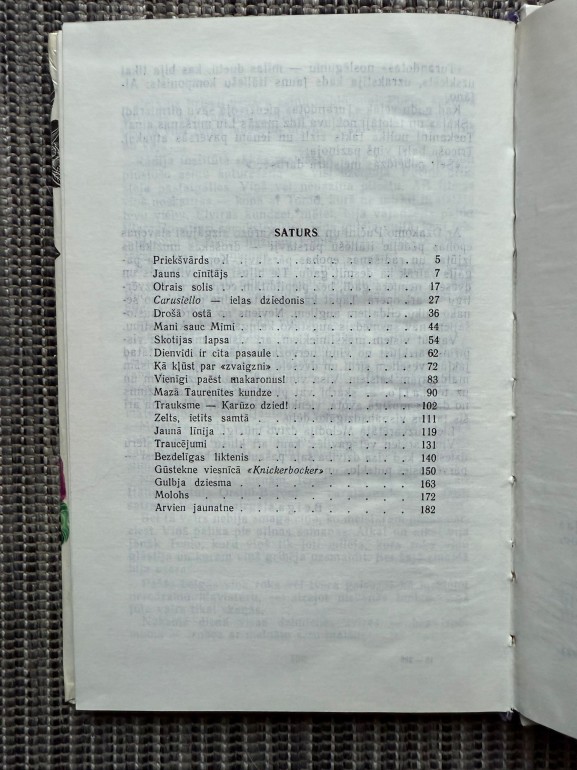 SATURS
Priekšvārds . . . . . . . . . . . 5
Jauns cīnītājs . . . . . . . . . . . 7
Otrais solis . . . . . . . . . . . 17
Carusiello — ielas dziedonis . . . . . . . 27
Drošā ostā . . . . . . . . . . . 36
Mani sauc Mimī . . . . . . . . . . 44
Skotijas lapsa . . . . . . . . . . 54
Dienvidi ir cita pasaule . . . . . . . . 62
Kā kļūst par «zvaigzni» . . . . . . . . 72
Vienīgi paēst makaronus! . . . . . . . . 83
Mazā Taurenītes kundze . . . . . . . . 90
Trauksme — Karūzo dzied! . . . . . . . . 102
Zelts, ietīts samtā . . . . . . . . . 111
Jaunā līnija . . . . . . . . . . 119
Traucējumi . . . . . . . . . . . 131
Bezdelīgas liktenis . . . . . . . . . 140
Gūstekne viesnīcā «Knickerbocker» . . . . . 150
Gulbja dziesma . . . . . . . . . . 163
Molohs . . . . . . . . . . . 172
Arvien jaunatne . . . . . . . . . . 182